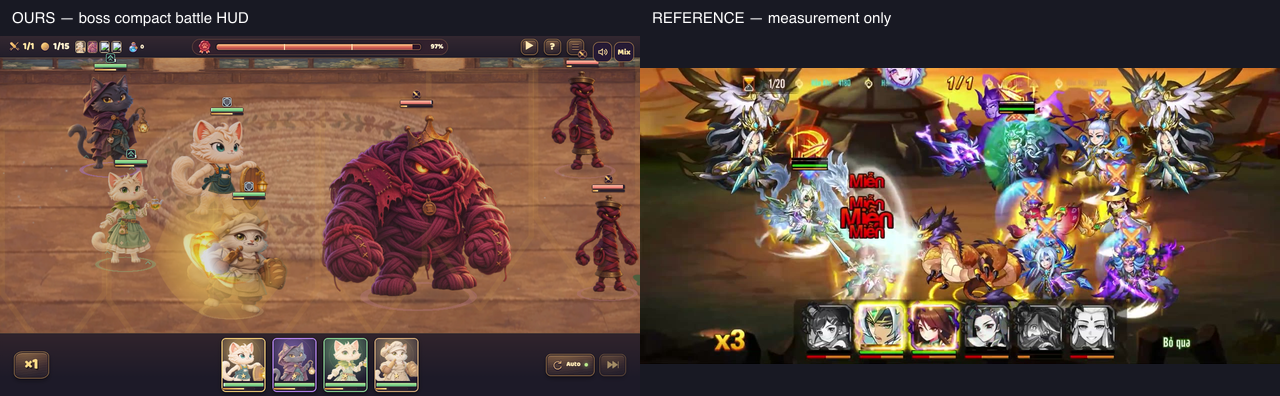 OURS — boss compact battle HUD
REFERENCE — measurement only
1/1 1/15 0 97% ? Mix
1/20 1/1
Miễn
Miễn
Miễn
Miễn
x1
Auto
x3
Bỏ qua